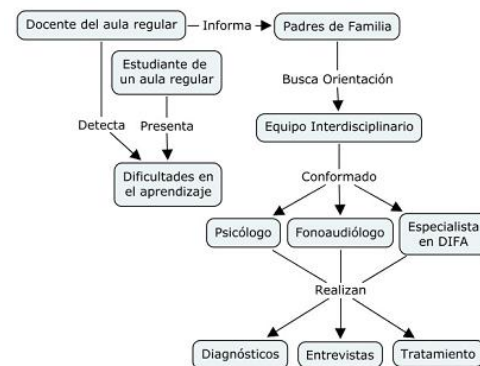 Docente del aula regular
Informa
Padres de Familia
Estudiante de
un aula regular
Busca Orientación
Detecta
Presenta
Equipo Interdisciplinario
Dificultades en
el aprendizaje
Conformado
Psicólogo
Fonoaudiólogo
Especialista
en DIFA
Realizan
Diagnósticos
Entrevistas
Tratamiento